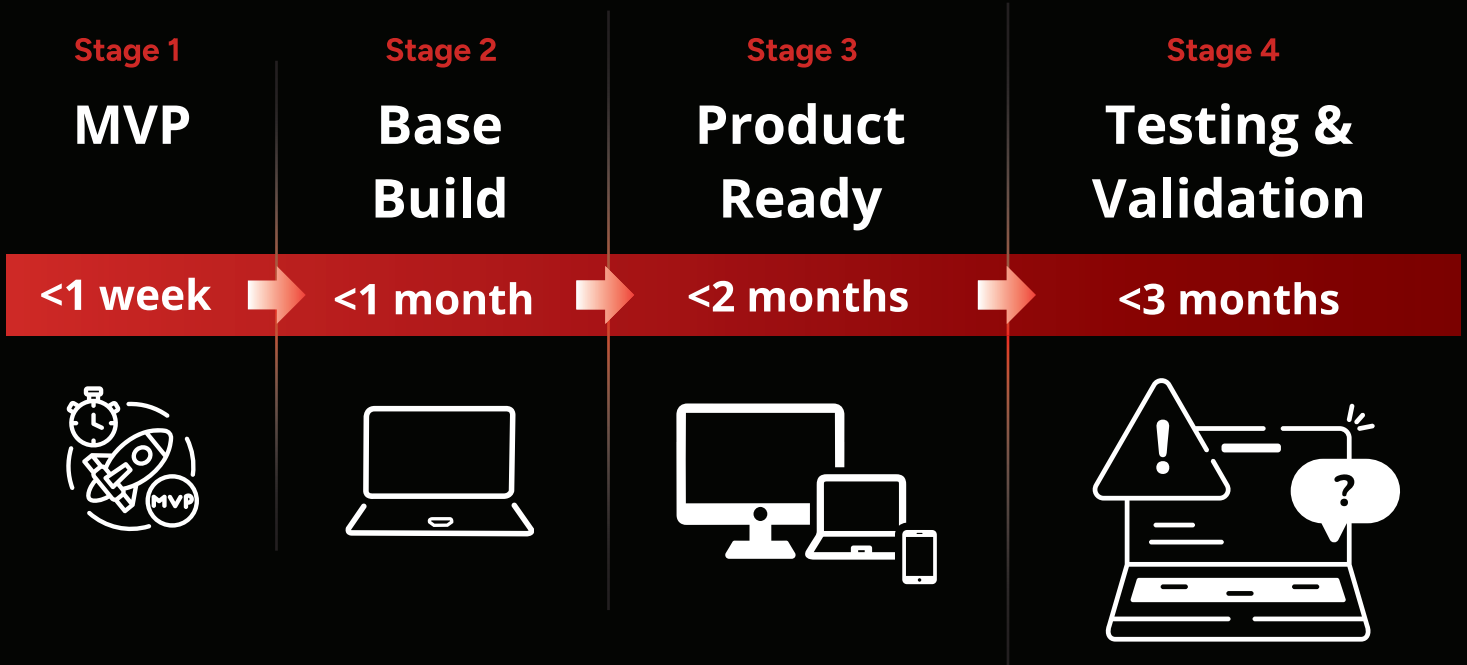 Stage 1
MVP
<1 week
MVP
Stage 2
Base
Build
<1 month
Stage 3
Product
Ready
<2 months
Stage 4
Testing &
Validation
<3 months
!
?